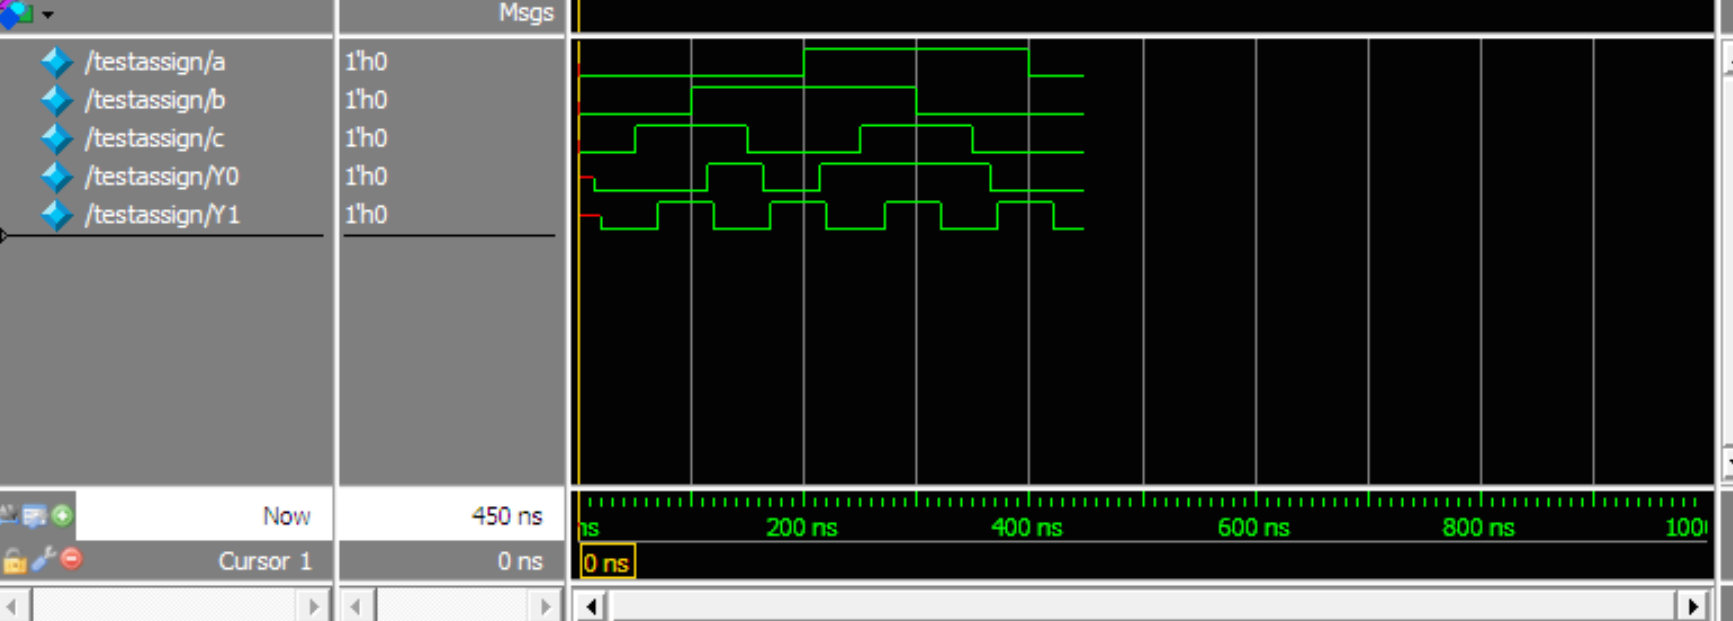 Msgs
/testassign/a 1'h0
/testassign/b 1'h0
/testassign/c 1'h0
/testassign/Y0 1'h0
/testassign/Y1 1'h0
Now 450 ns ns 200 ns 400 ns 600 ns 800 ns 100
Cursor 1 0 ns 0 ns